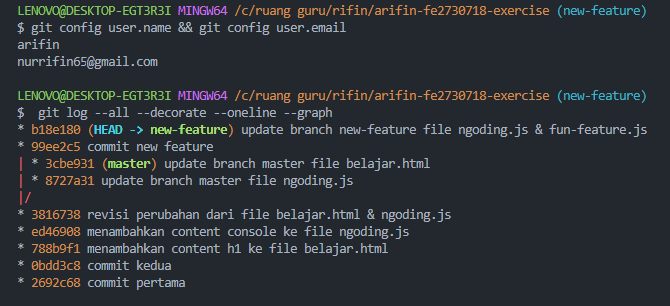 LENOVO@DESKTOP-EGT3R3I MINGW64 /c/ruang guru/rifin/arifin-fe2730718-exercise (new-feature)
$ git config user.name && git config user.email
arifin
nurrifin65@gmail.com
LENOVO@DESKTOP-EGT3R3I MINGW64 /c/ruang guru/rifin/arifin-fe2730718-exercise (new-feature)
$  git log --all --decorate --oneline --graph
* b18e180 (HEAD -> new-feature) update branch new-feature file ngoding.js & fun-feature.js
* 99ee2c5 commit new feature
| * 3cbe931 (master) update branch master file belajar.html
| * 8727a31 update branch master file ngoding.js
|/
* 3816738 revisi perubahan dari file belajar.html & ngoding.js
* ed46908 menambahkan content console ke file ngoding.js
* 788b9f1 menambahkan content h1 ke file belajar.html
* 0bdd3c8 commit kedua
* 2692c68 commit pertama